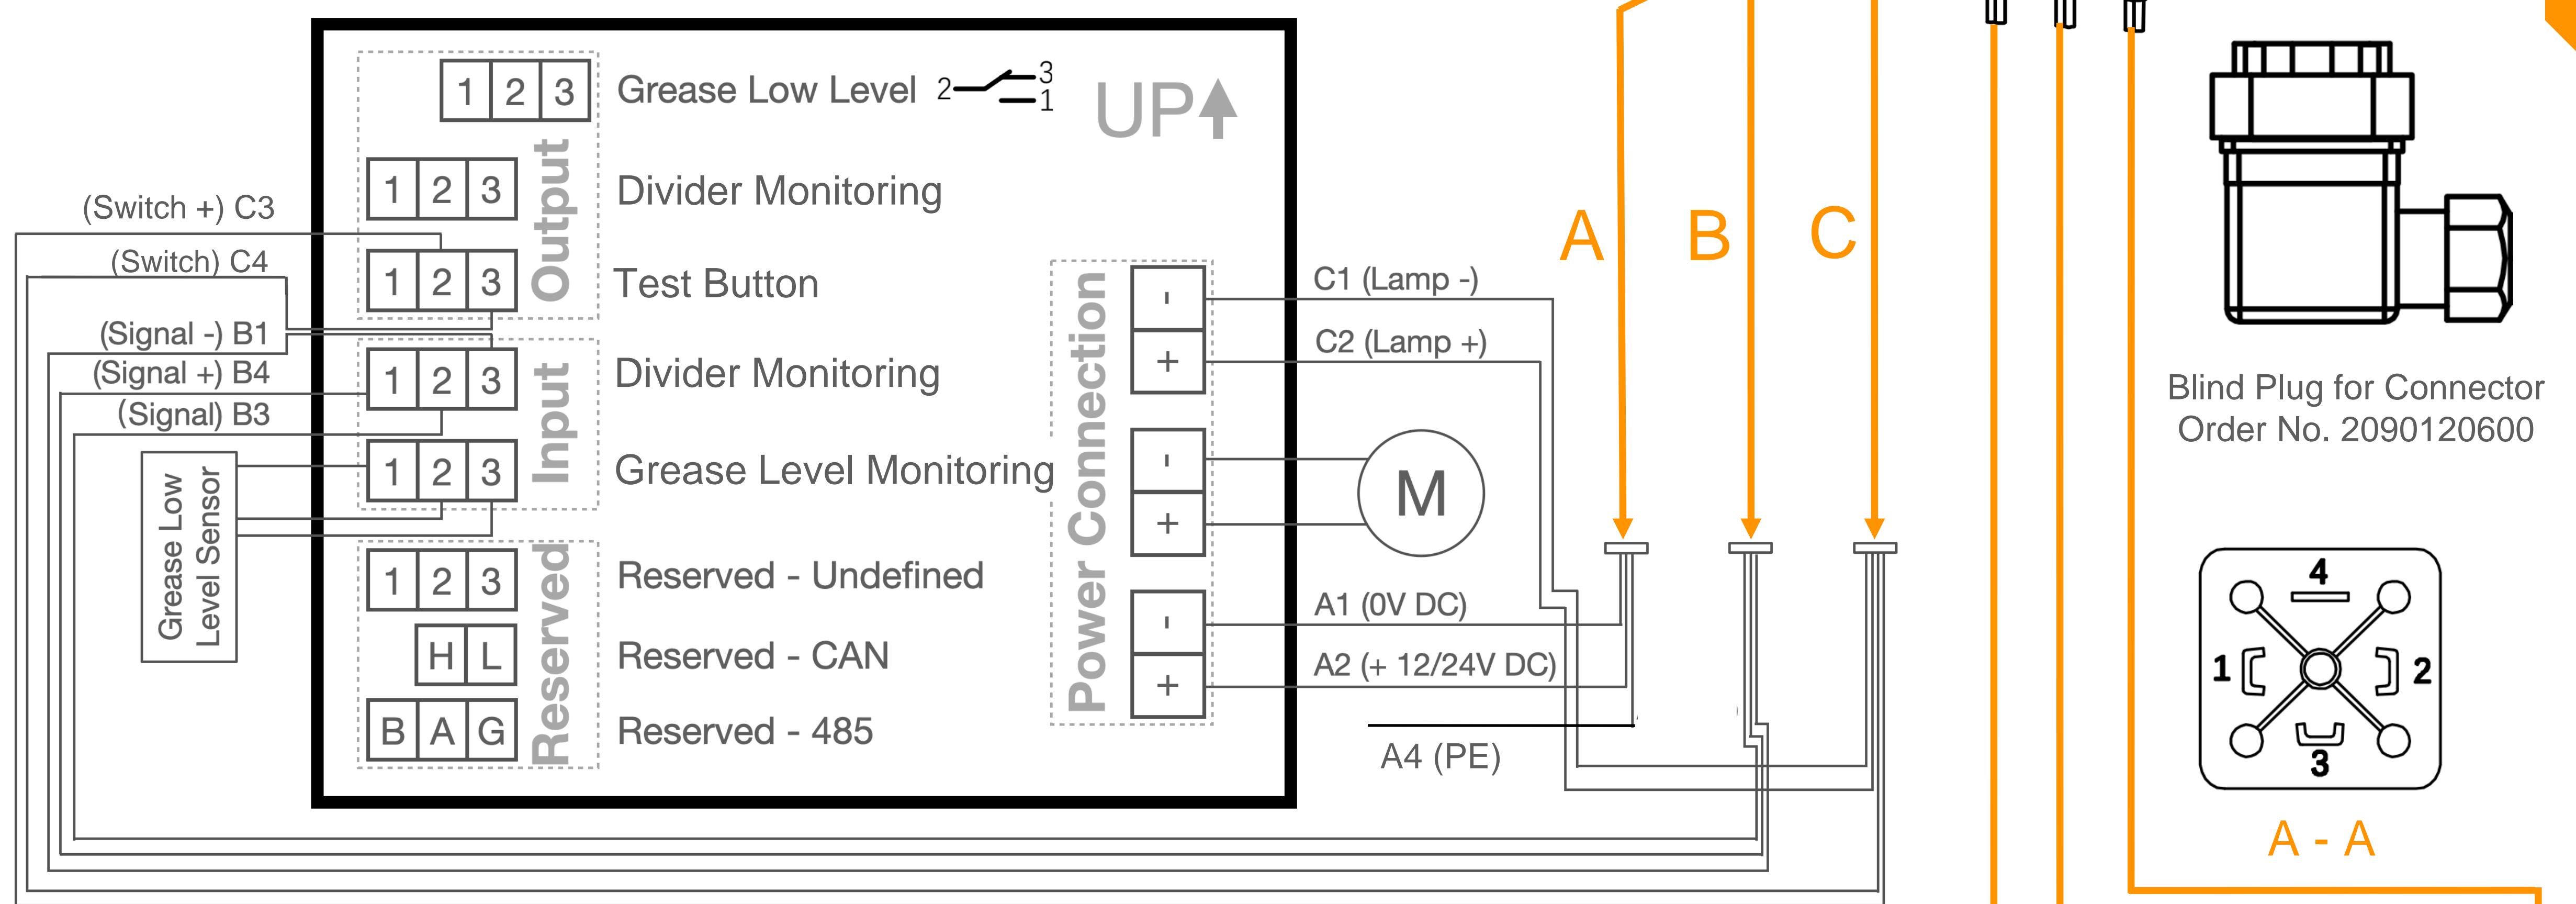 1 2 3 Grease Low Level 2 3 1
UP
1 2 3 Divider Monitoring
(Switch +) C3
(Switch) C4
1 2 3 Test Button
Output
(Signal -) B1
(Signal +) B4
(Signal) B3
1 2 3 Divider Monitoring
1 2 3 Grease Level Monitoring
Input
Grease Low
Level Sensor
1 2 3 Reserved - Undefined
H L Reserved - CAN
B A G Reserved - 485
Reserved
Power Connection
-
+
-
+
-
+
C1 (Lamp -)
C2 (Lamp +)
M
A1 (0V DC)
A2 (+ 12/24V DC)
A4 (PE)
A B C
Blind Plug for Connector
Order No. 2090120600
4
1 2
3
A - A